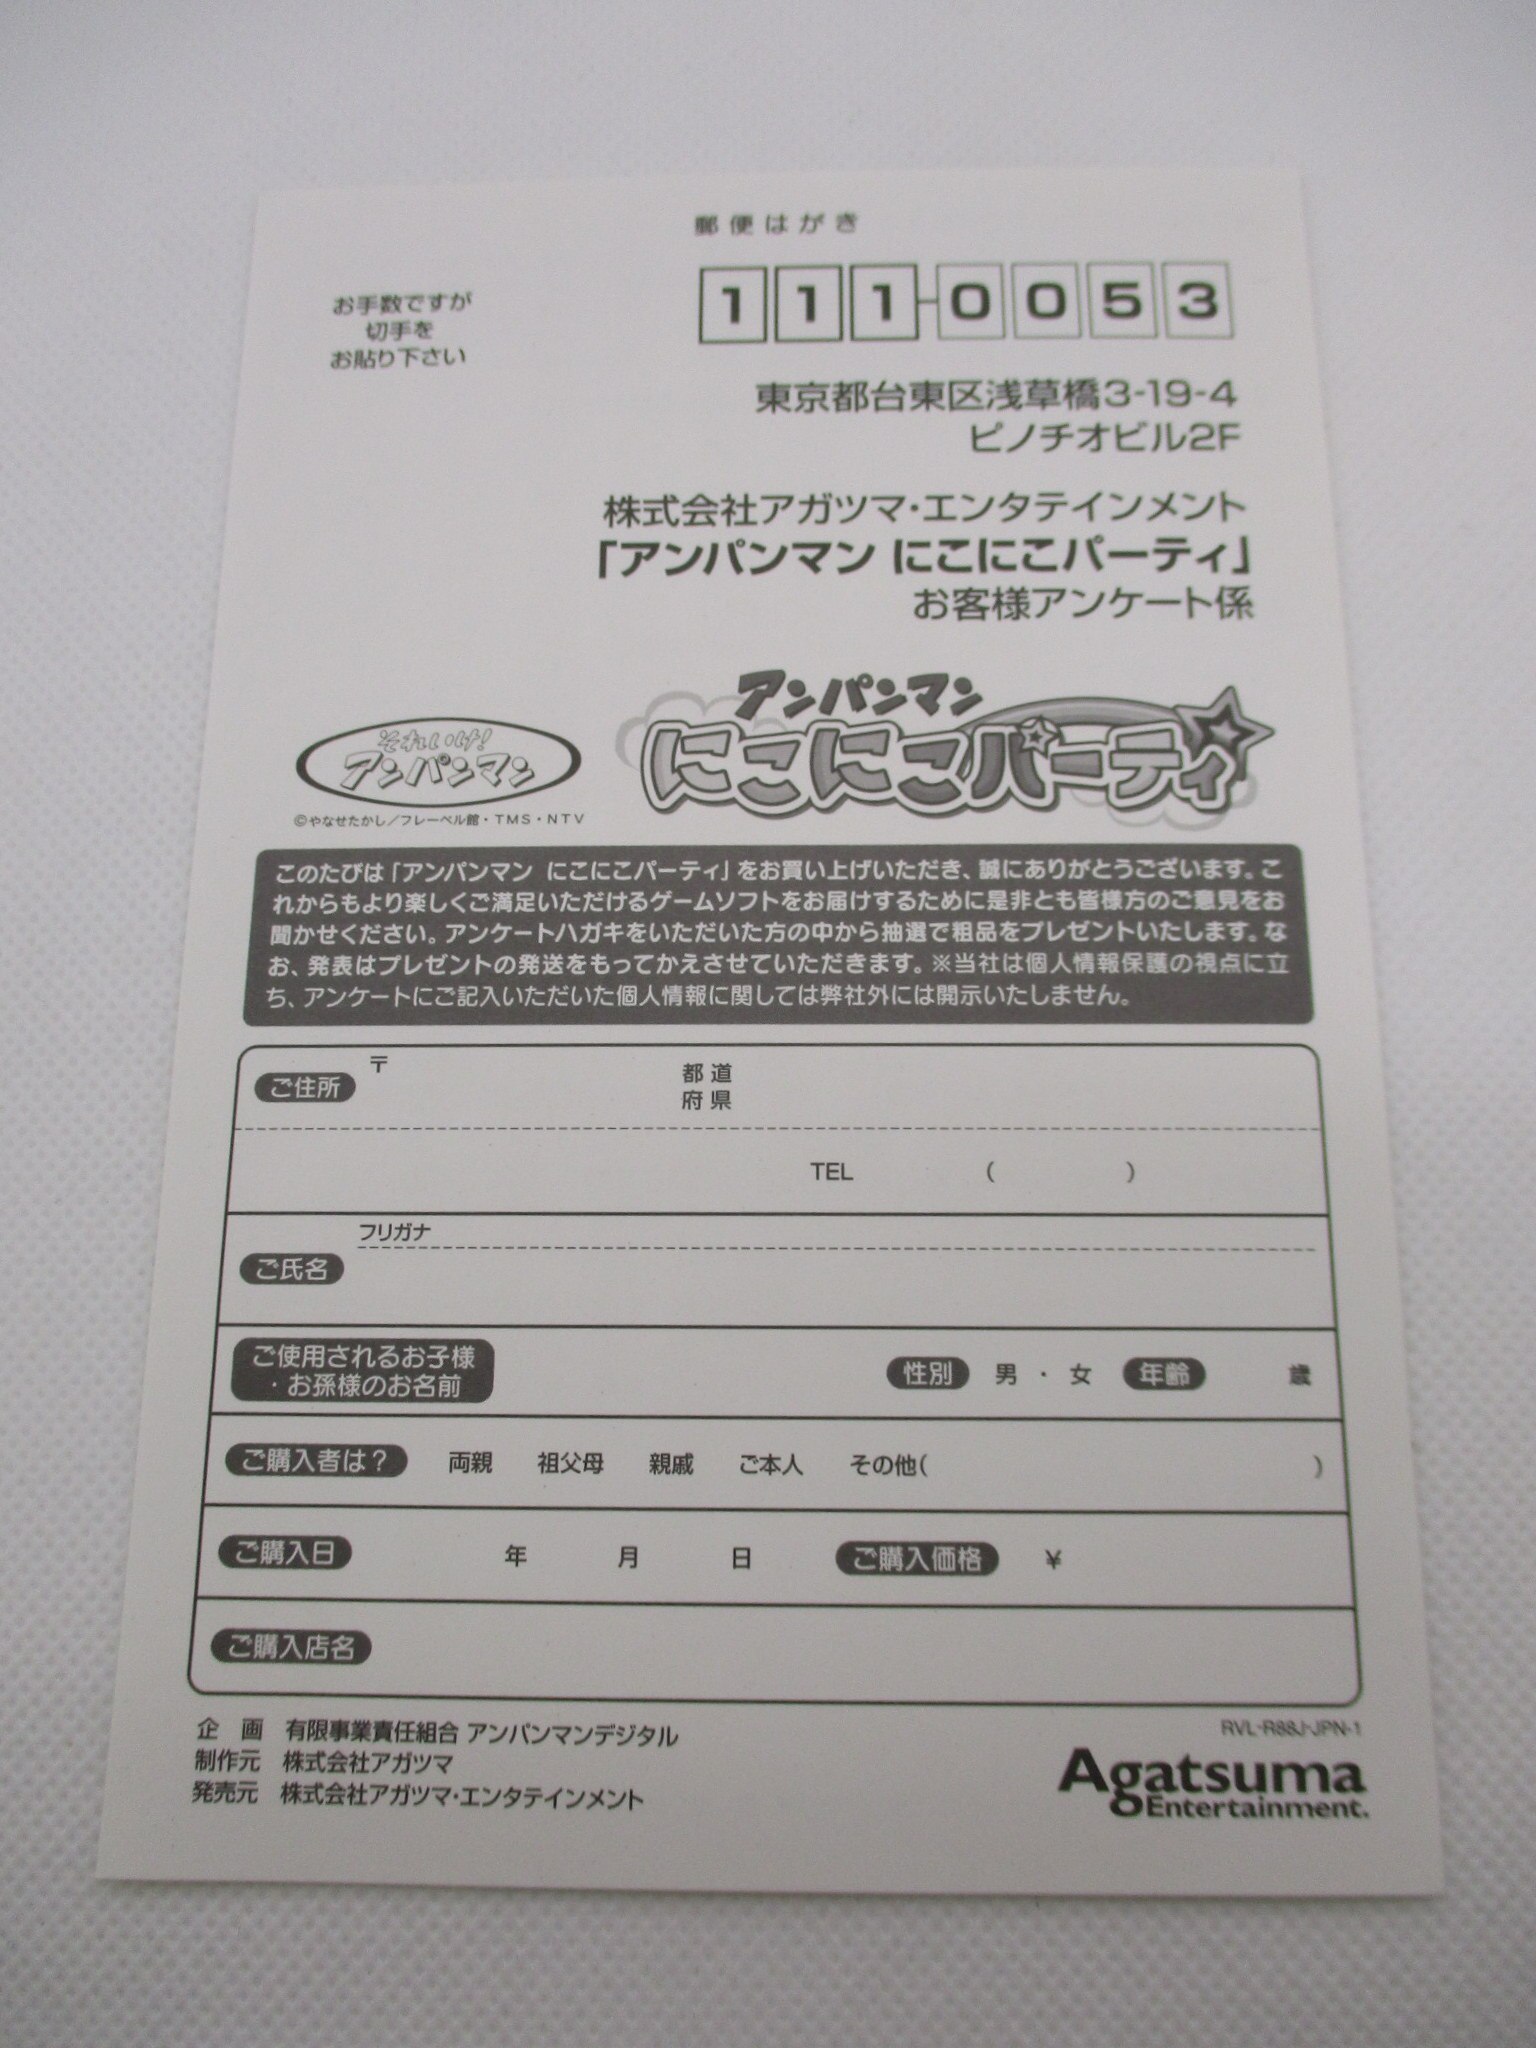 郵便はがき
お手数ですが
切手を
お貼り下さい
111-0053
東京都台東区浅草橋3-19-4
ピノチオビル2F
株式会社アガツマ・エンタテインメント
「アンパンマン にこにこパーティ」
お客様アンケート係
それいけ!
アンパンマン
©やなせたかし／フレーベル館・TMS・NTV
アンパンマン
にこにこパーティ
このたびは「アンパンマン にこにこパーティ」をお買い上げいただき、誠にありがとうございます。こ
れからもより楽しくご満足いただけるゲームソフトをお届けするために是非とも皆様方のご意見をお
聞かせください。アンケートハガキをいただいた方の中から抽選で粗品をプレゼントいたします。な
お、発表はプレゼントの発送をもってかえさせていただきます。※当社は個人情報保護の視点に立
ち、アンケートにご記入いただいた個人情報に関しては弊社外には開示いたしません。
ご住所 〒 都道
府県
TEL ( )
フリガナ
ご氏名
ご使用されるお子様
・お孫様のお名前 性別 男・女 年齢 歳
ご購入者は? 両親 祖父母 親戚 ご本人 その他( )
ご購入日 年 月 日 ご購入価格 ¥
ご購入店名
企 画 有限事業責任組合 アンパンマンデジタル
制作元 株式会社アガツマ
発売元 株式会社アガツマ・エンタテインメント
RVL-R88J-JPN-1
Agatsuma
Entertainment.